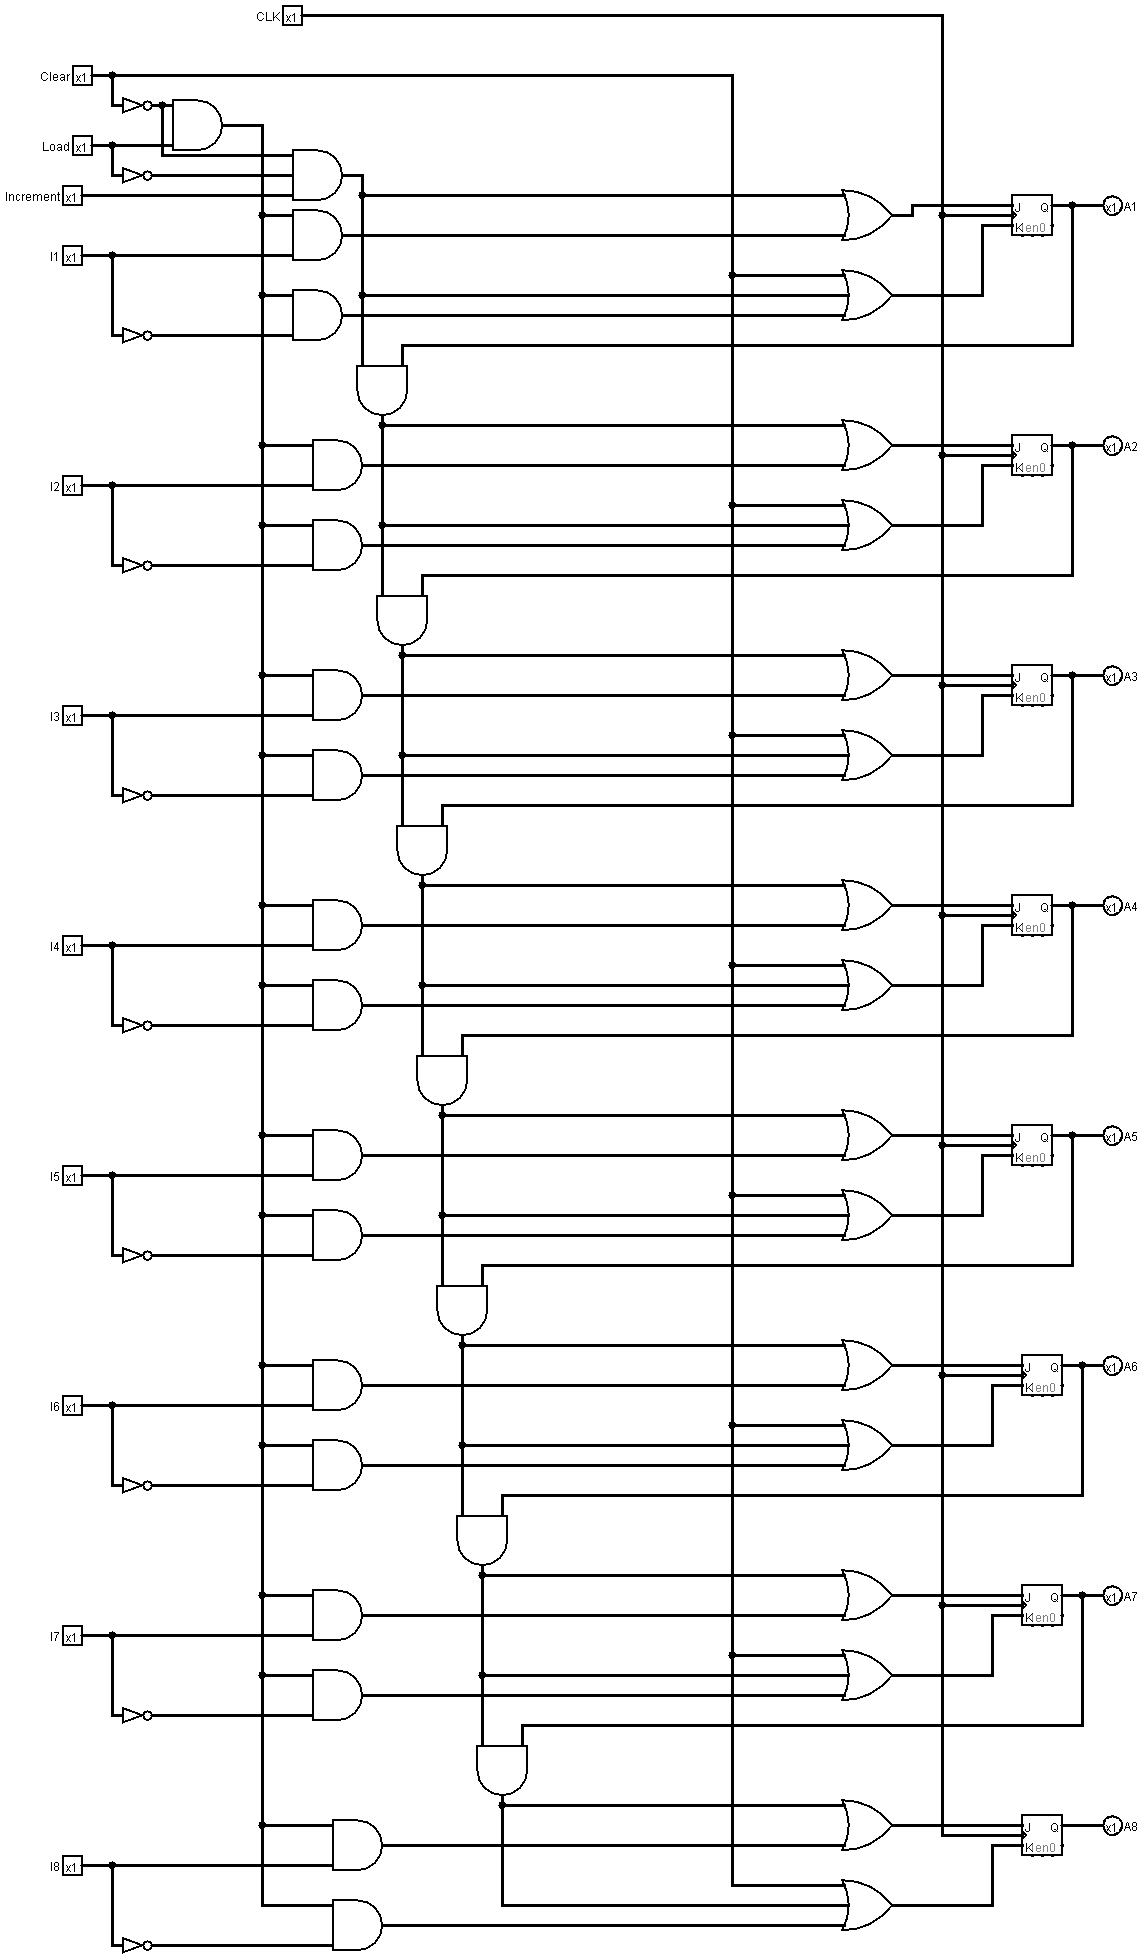 CLK x1
Clear x1
Load x1
Increment x1
J Q x1 A1
K en0
I1 x1
J Q x1 A2
K en0
I2 x1
J Q x1 A3
K en0
I3 x1
J Q x1 A4
K en0
I4 x1
J Q x1 A5
K en0
I5 x1
J Q x1 A6
K en0
I6 x1
J Q x1 A7
K en0
I7 x1
J Q x1 A8
K en0
I8 x1